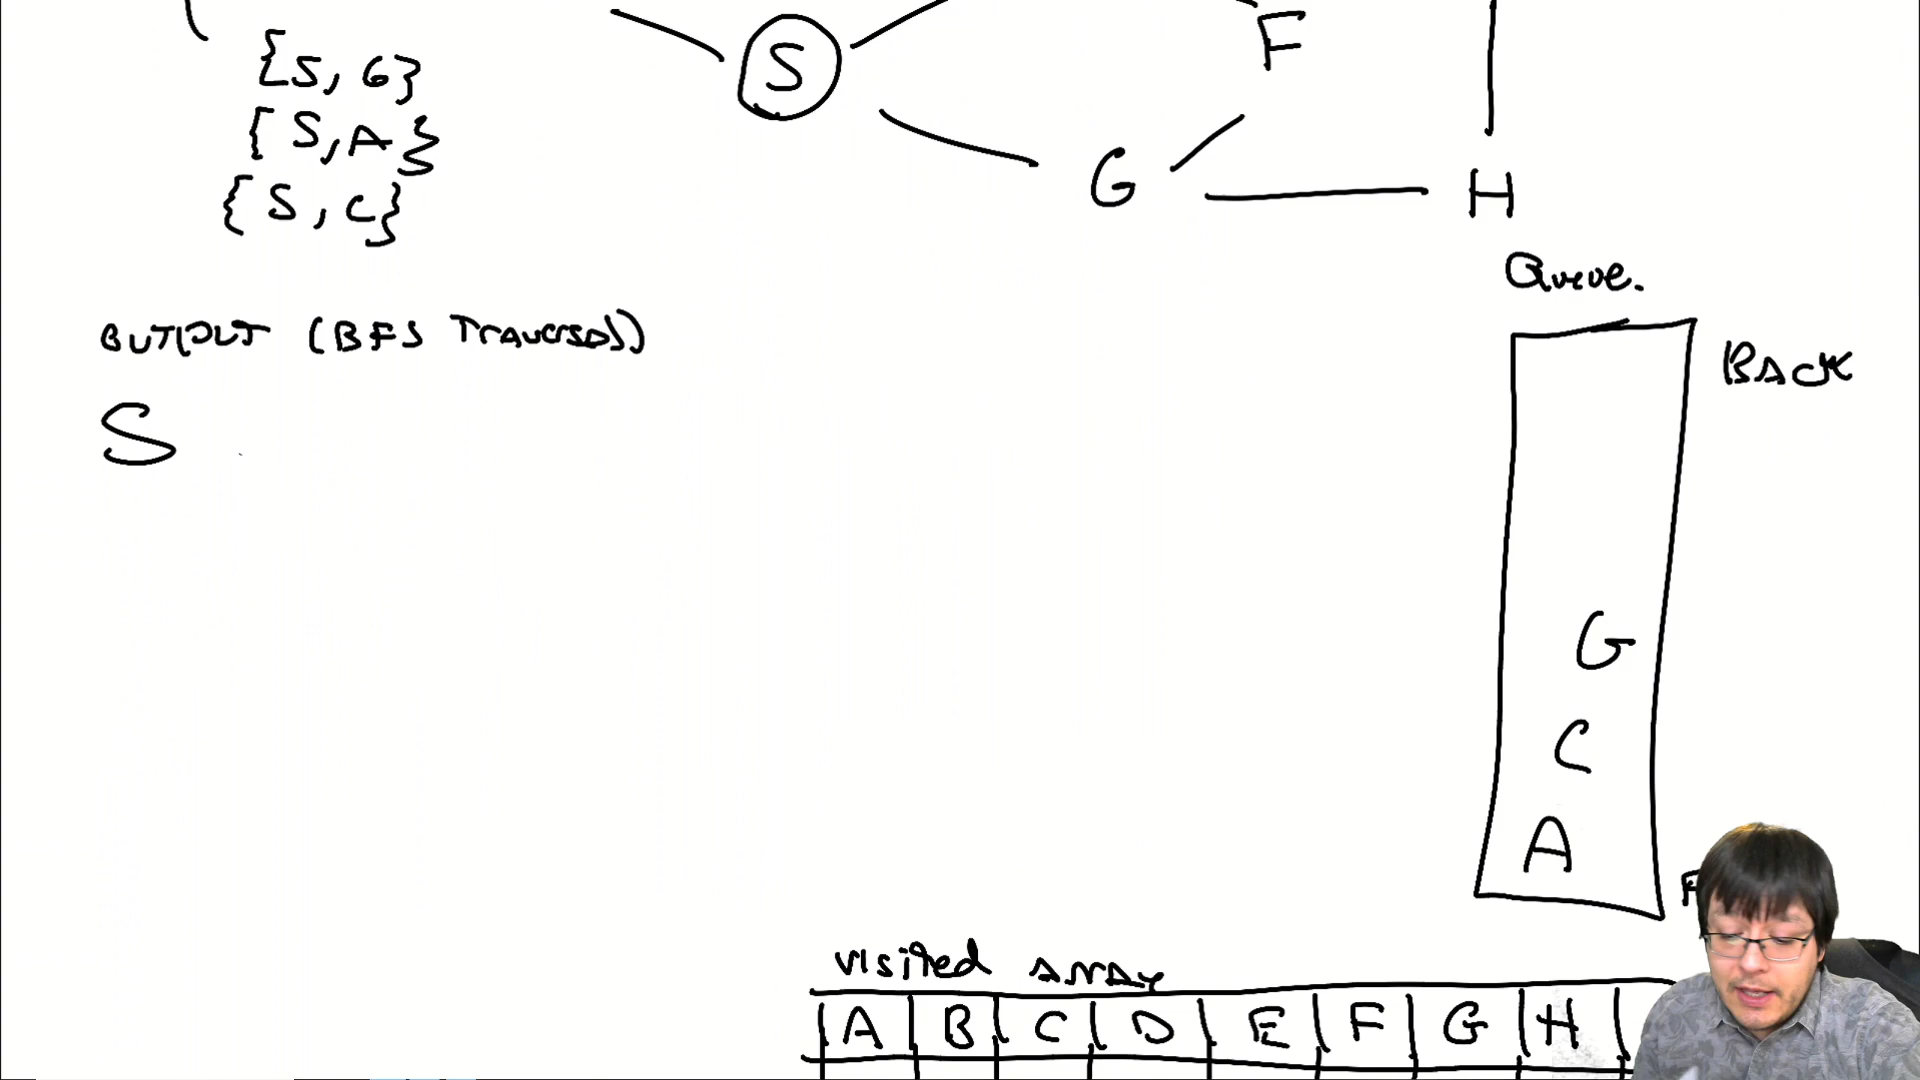 F
S
{S, G}
{S, A}
{S, C}
G
H
Queue.
OUTPUT (BFS Traversal)
BACK
S
G
C
A
F
visited array
A B C D E F G H